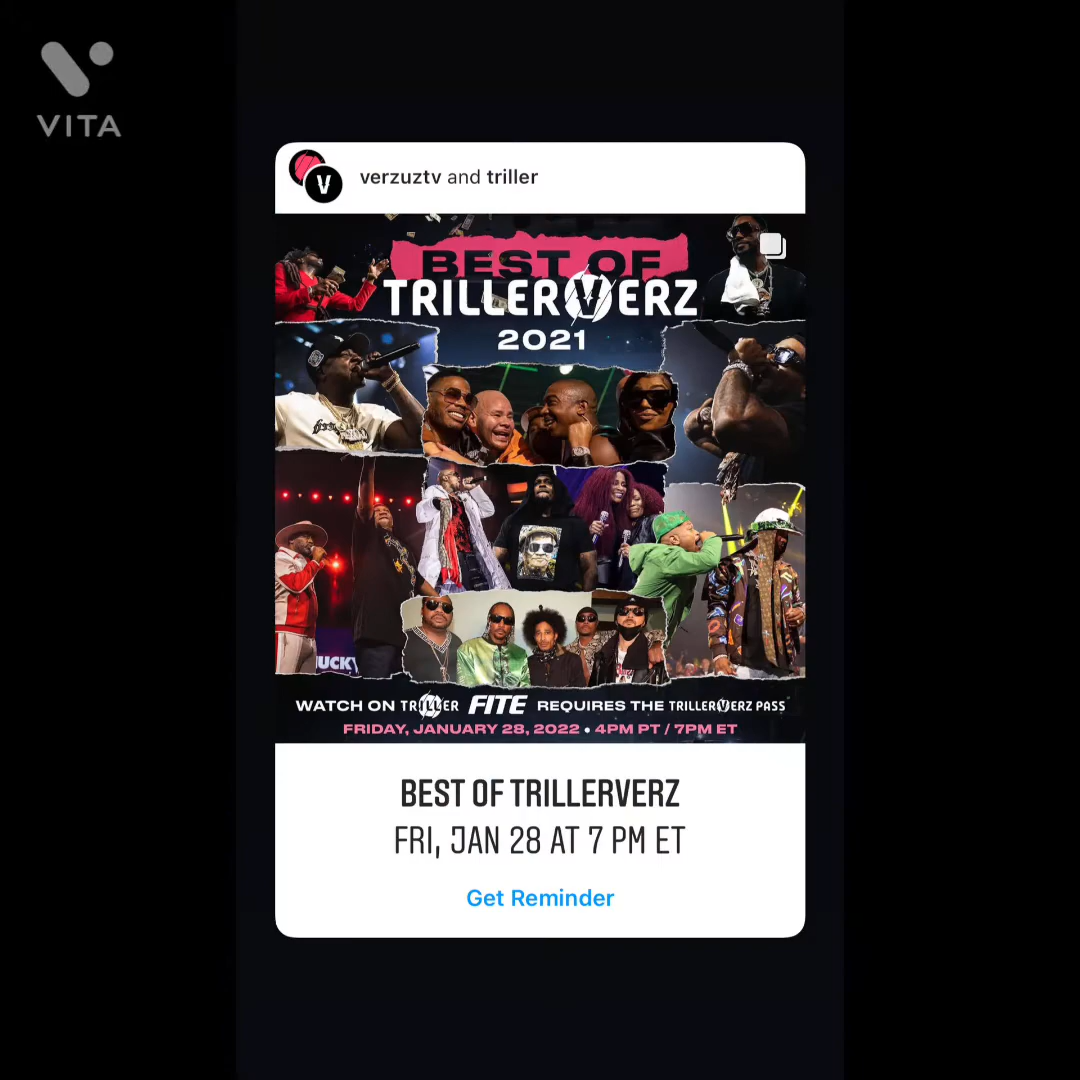 VITA
verzuztv and triller
BEST OF
TRILLERVERZ
2021
UCKY
WATCH ON TRILLER FITE REQUIRES THE TRILLERVERZ PASS
FRIDAY, JANUARY 28, 2022 • 4PM PT / 7PM ET
BEST OF TRILLERVERZ
FRI, JAN 28 AT 7 PM ET
Get Reminder